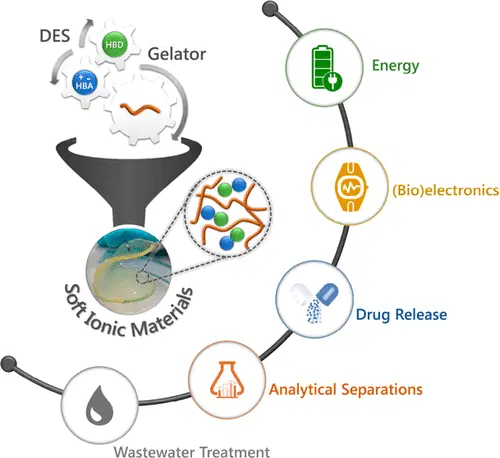 DES
HBD
Gelator
+ -
HBA
Soft Ionic Materials
Energy
(Bio)electronics
Drug Release
Analytical Separations
Wastewater Treatment